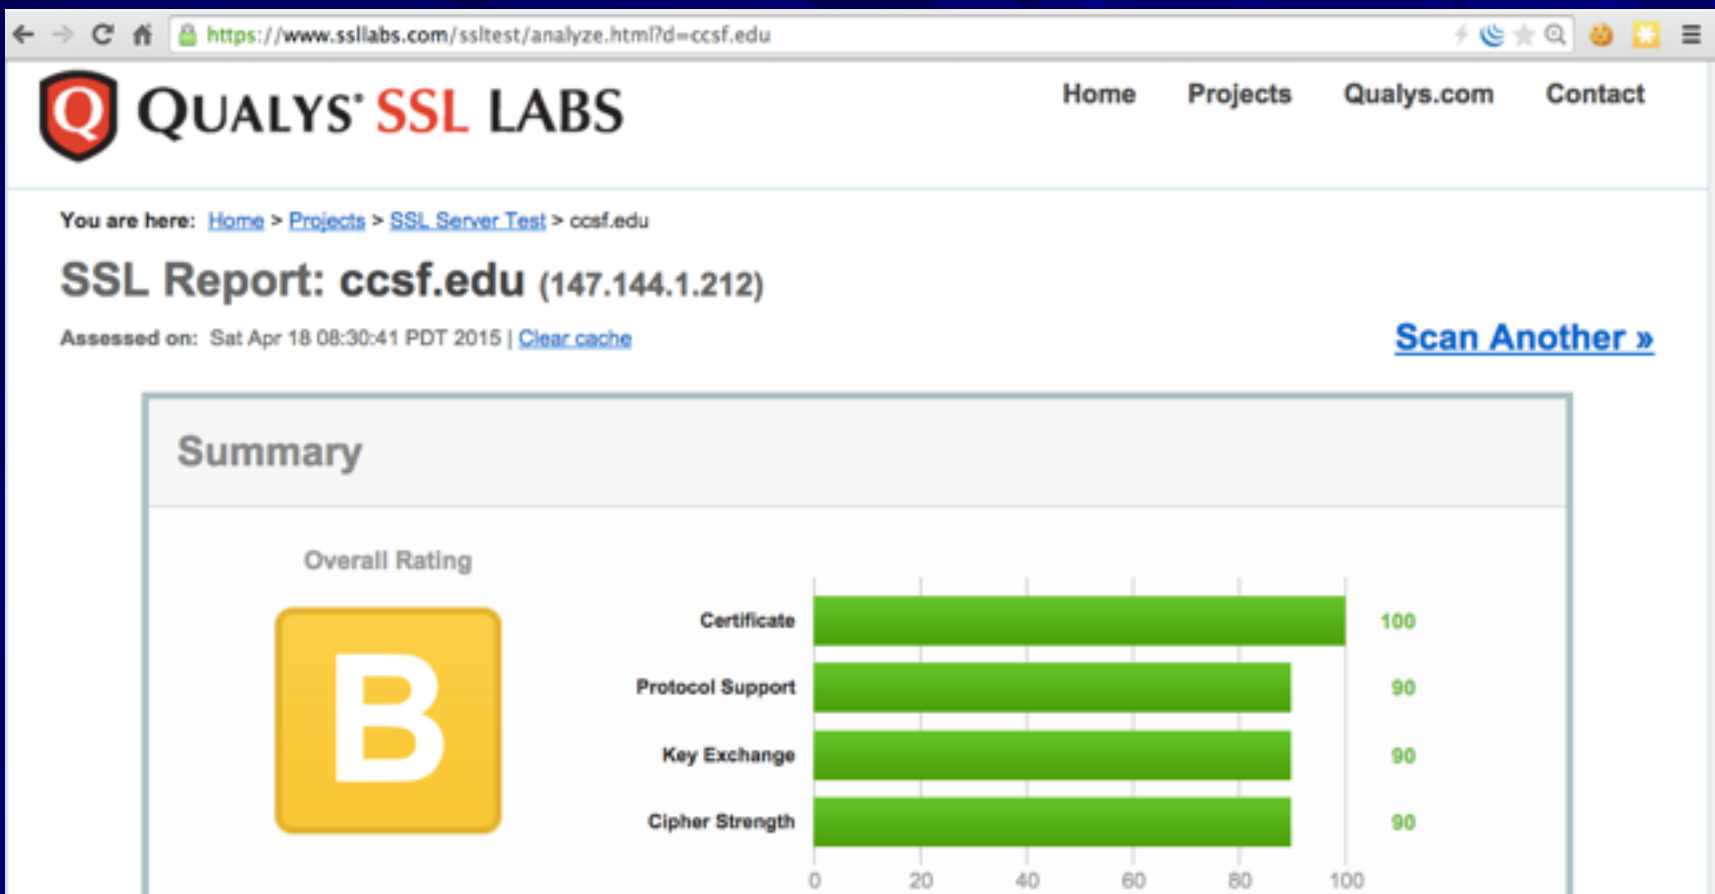 https://www.ssllabs.com/ssltest/analyze.html?d=ccsf.edu
QUALYS' SSL LABS
Home Projects Qualys.com Contact
You are here: Home > Projects > SSL Server Test > ccsf.edu
SSL Report: ccsf.edu (147.144.1.212)
Assessed on: Sat Apr 18 08:30:41 PDT 2015 | Clear cache
Scan Another »
Summary
Overall Rating
B
Certificate 100
Protocol Support 90
Key Exchange 90
Cipher Strength 90
0 20 40 60 80 100